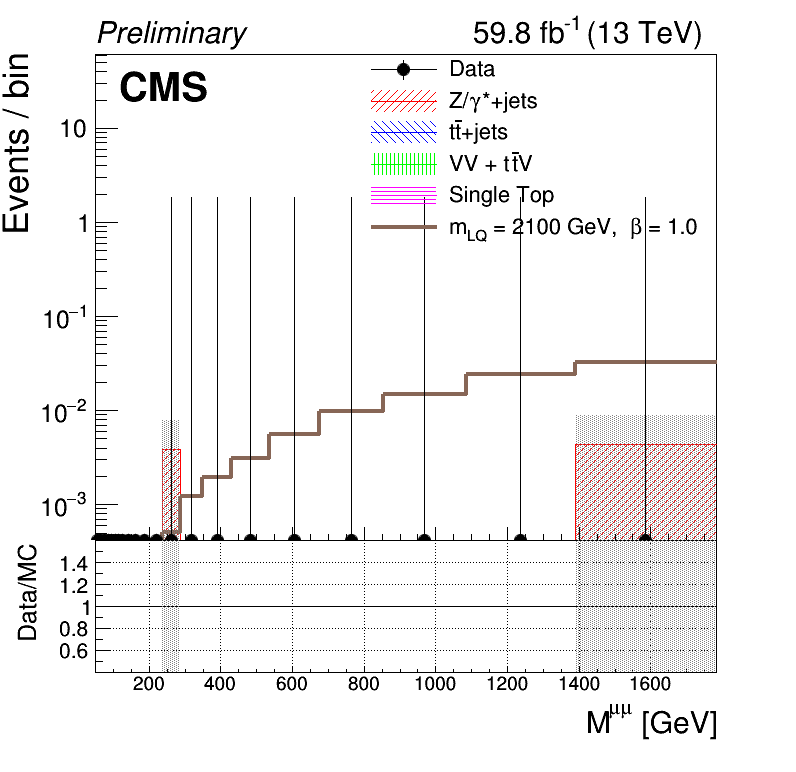 Preliminary 59.8 fb⁻¹ (13 TeV)
CMS
Data
Z/γ*+jets
tt̄+jets
VV + tt̄V
Single Top
m_LQ = 2100 GeV, β = 1.0
Events / bin
10
1
10⁻¹
10⁻²
10⁻³
Data/MC
1.4
1.2
1
0.8
0.6
200 400 600 800 1000 1200 1400 1600
M^μμ [GeV]